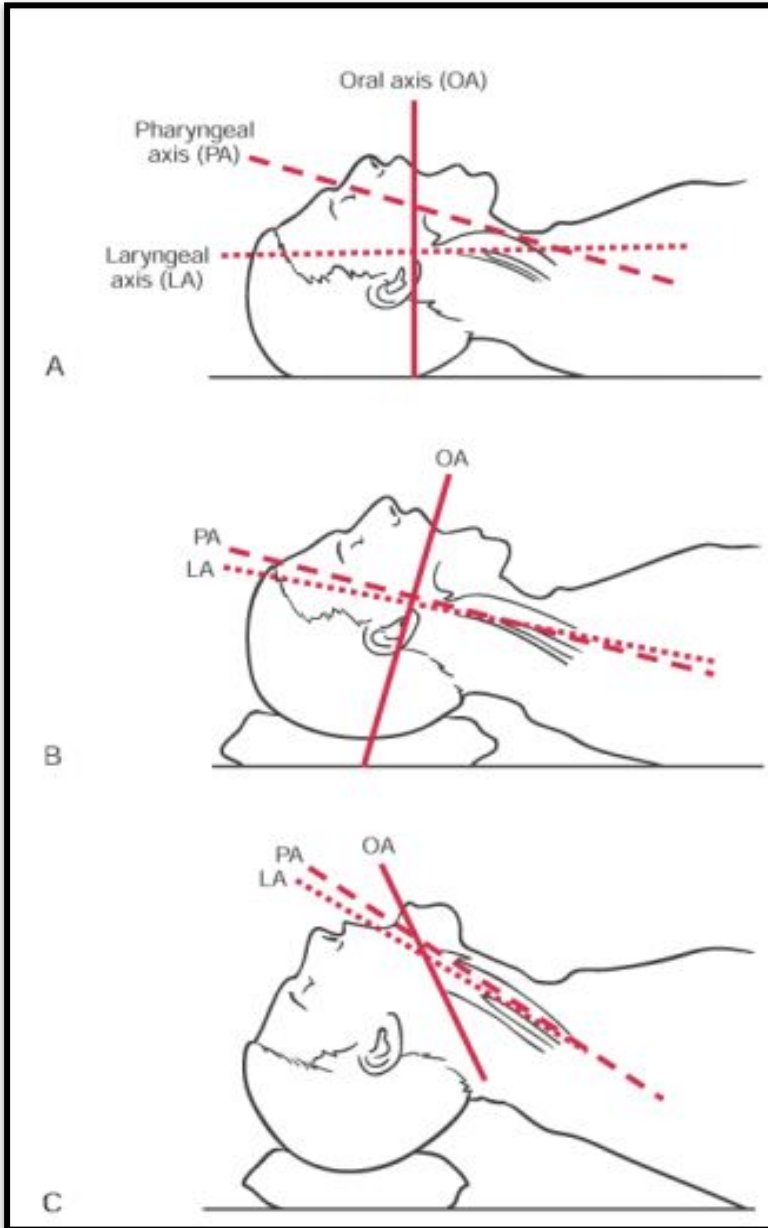 Oral axis (OA)
Pharyngeal
axis (PA)
Laryngeal
axis (LA)
A
OA
PA
LA
B
OA
PA
LA
C